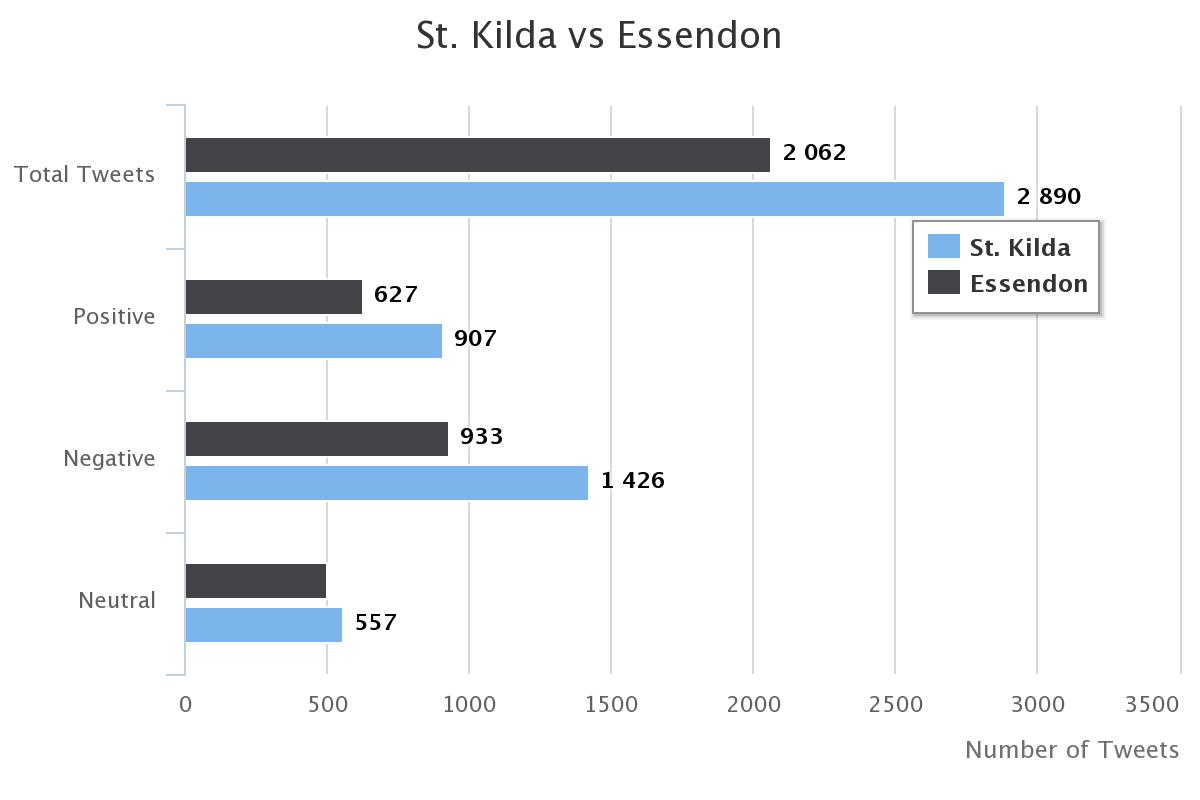 St. Kilda vs Essendon
Total Tweets
2 062
2 890
St. Kilda
Essendon
Positive
627
907
Negative
933
1 426
Neutral
557
0 500 1000 1500 2000 2500 3000 3500
Number of Tweets